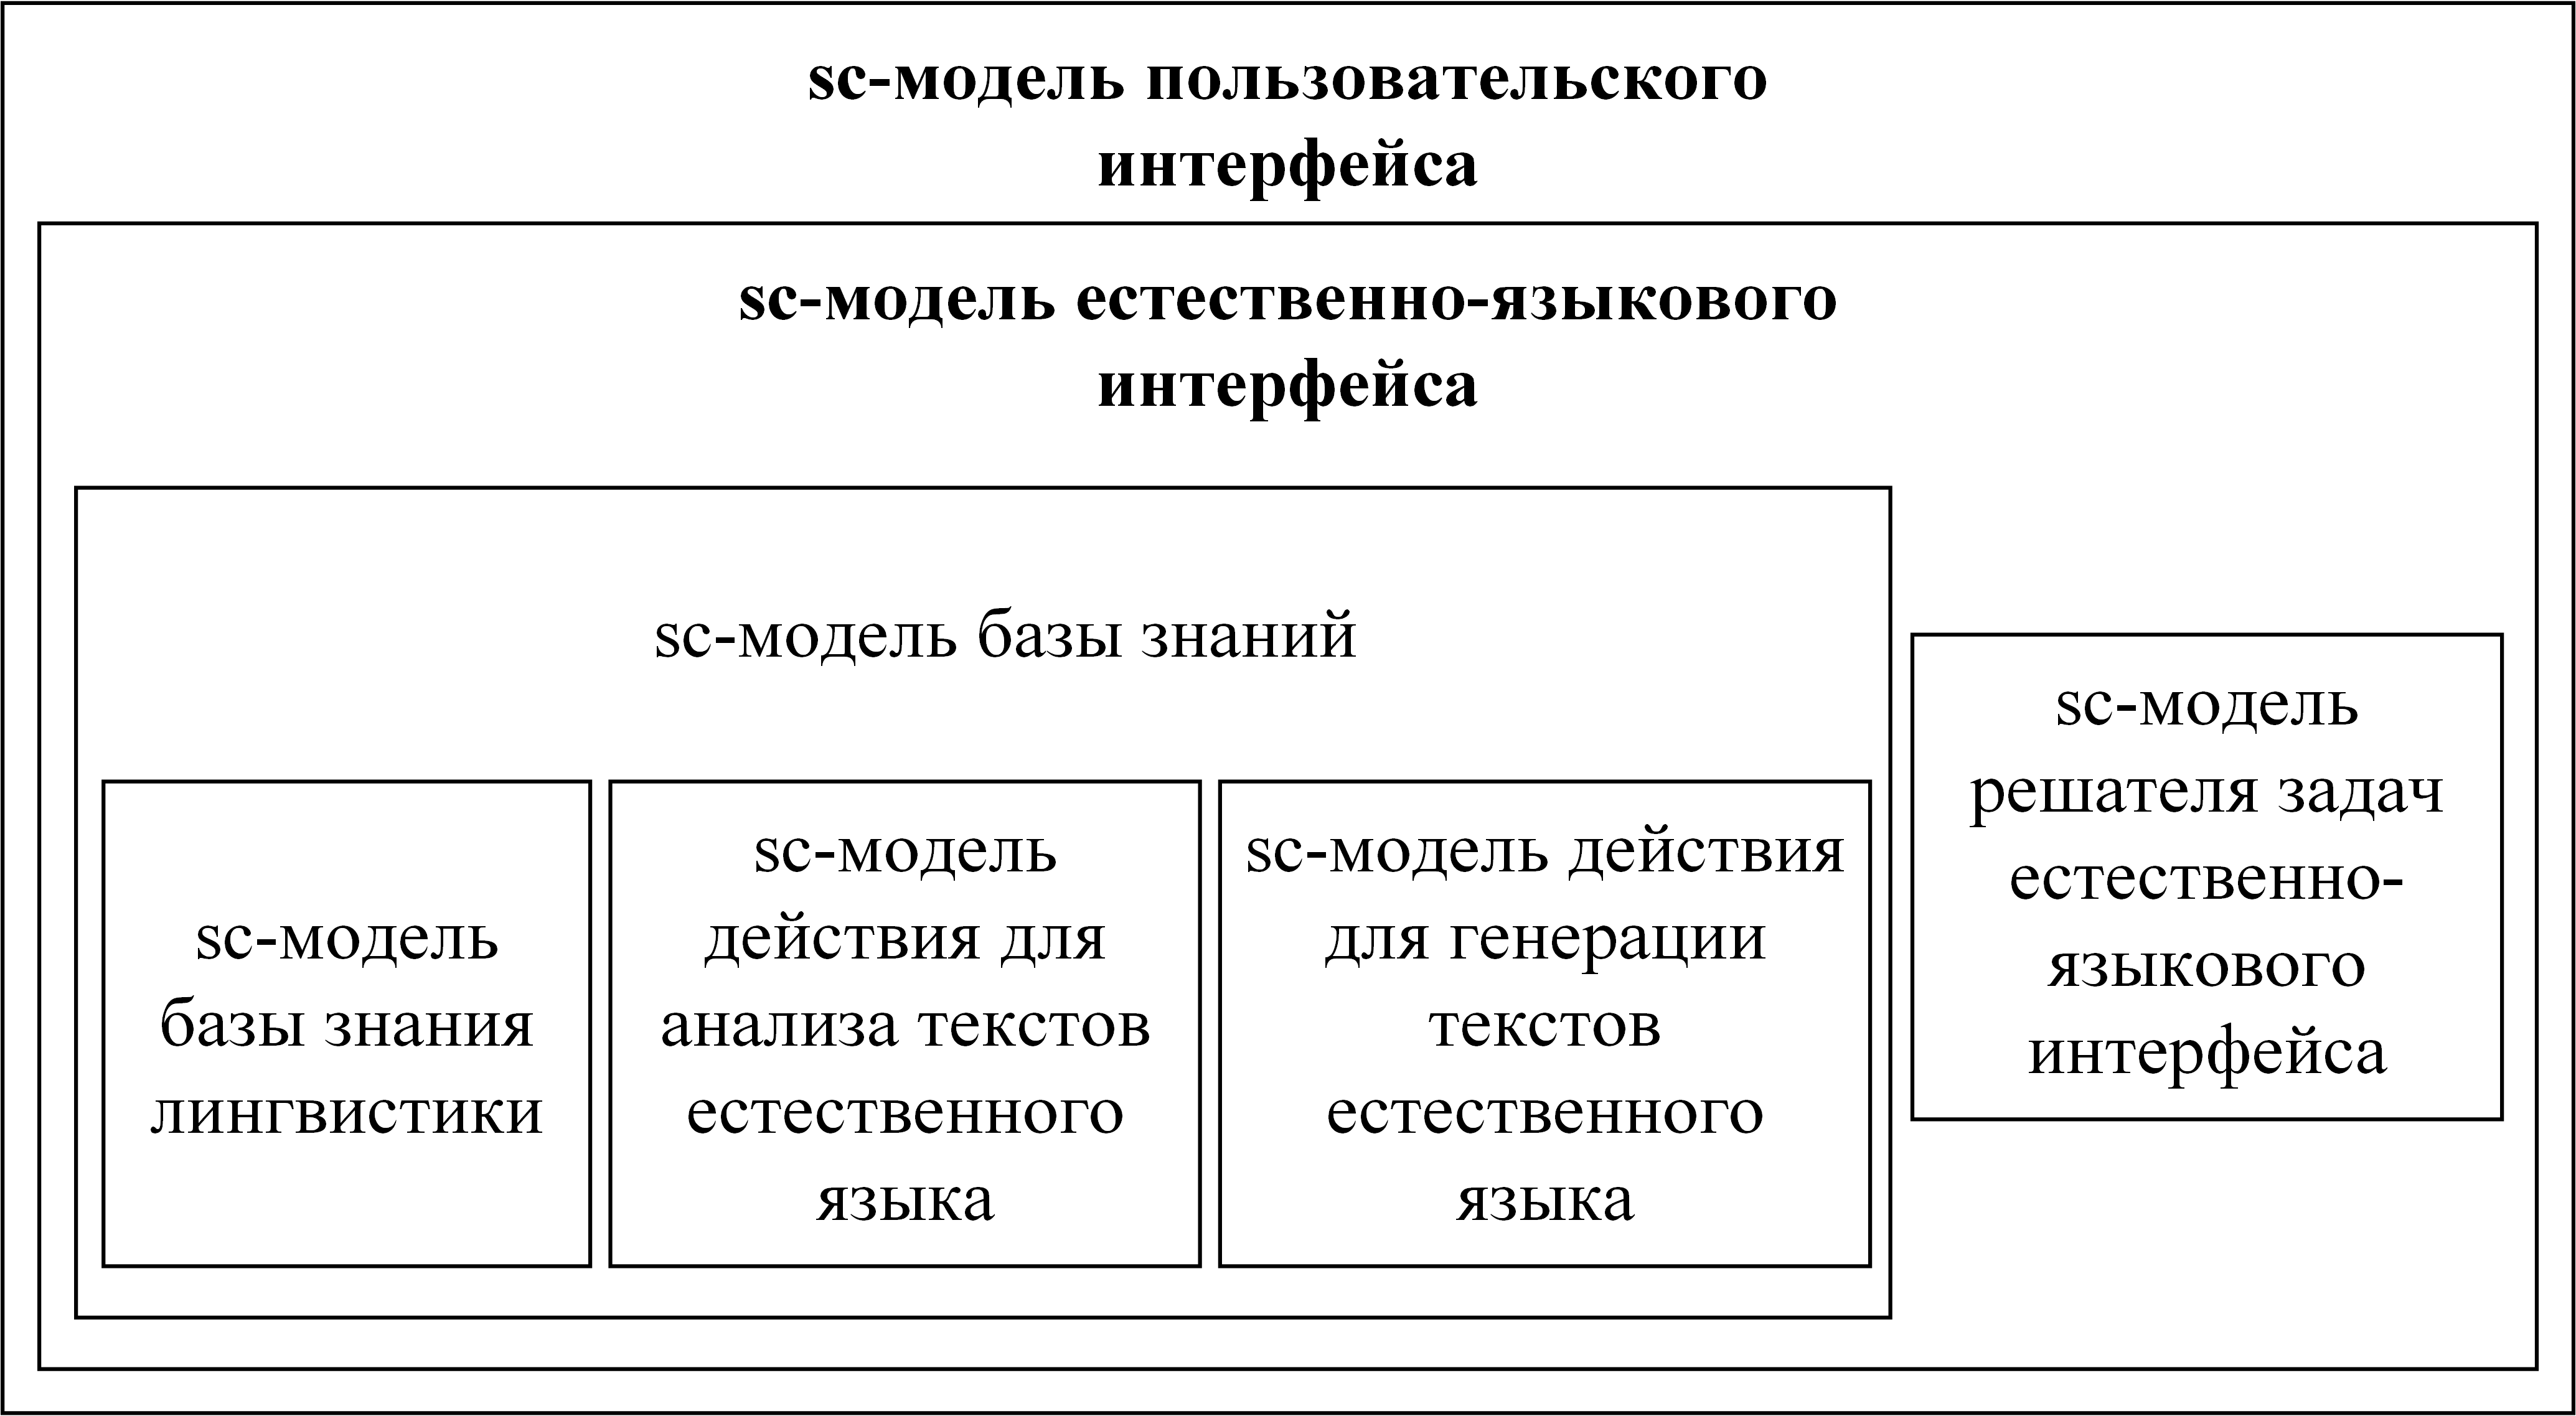 sc-модель пользовательского
интерфейса
sc-модель естественно-языкового
интерфейса
sc-модель базы знаний
sc-модель
базы знания
лингвистики
sc-модель
действия для
анализа текстов
естественного
языка
sc-модель действия
для генерации
текстов
естественного
языка
sc-модель
решателя задач
естественно-
языкового
интерфейса